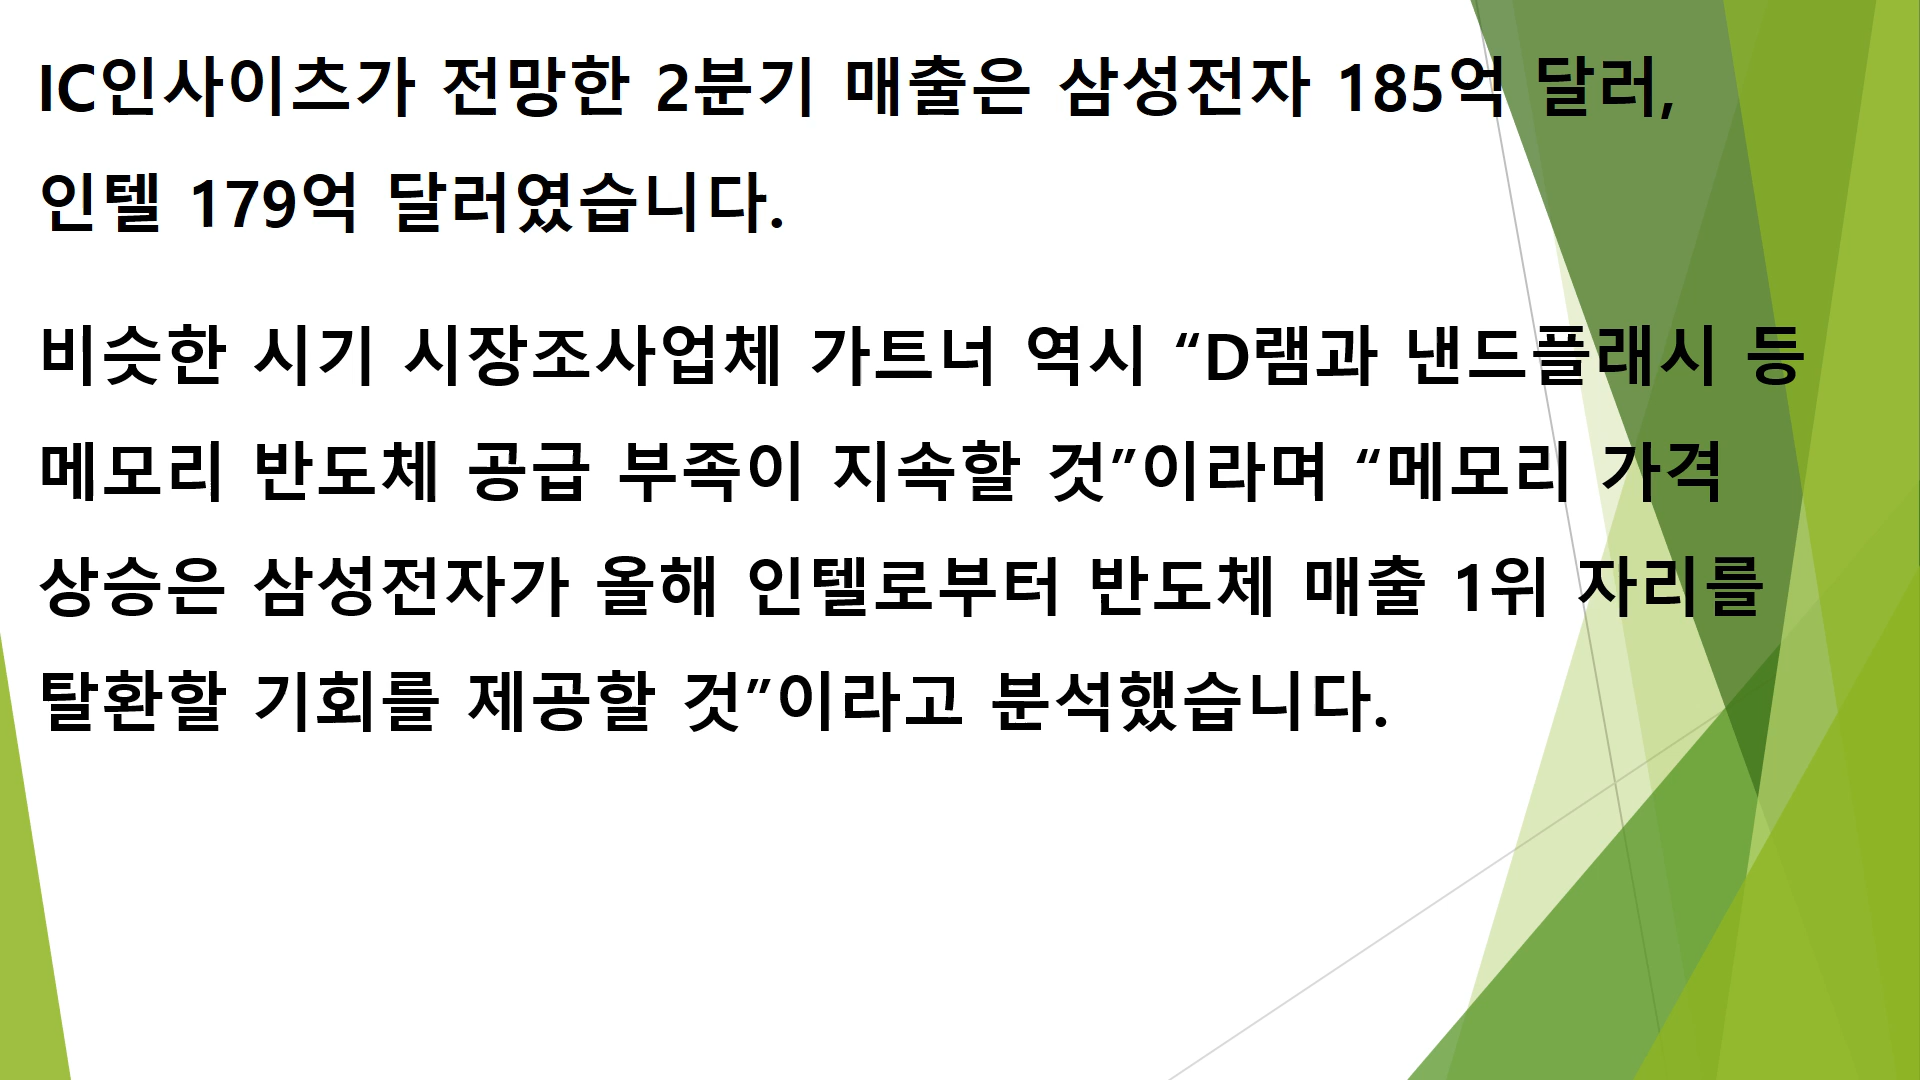 IC인사이츠가 전망한 2분기 매출은 삼성전자 185억 달러,
인텔 179억 달러였습니다.
비슷한 시기 시장조사업체 가트너 역시 “D램과 낸드플래시 등
메모리 반도체 공급 부족이 지속할 것”이라며 “메모리 가격
상승은 삼성전자가 올해 인텔로부터 반도체 매출 1위 자리를
탈환할 기회를 제공할 것”이라고 분석했습니다.